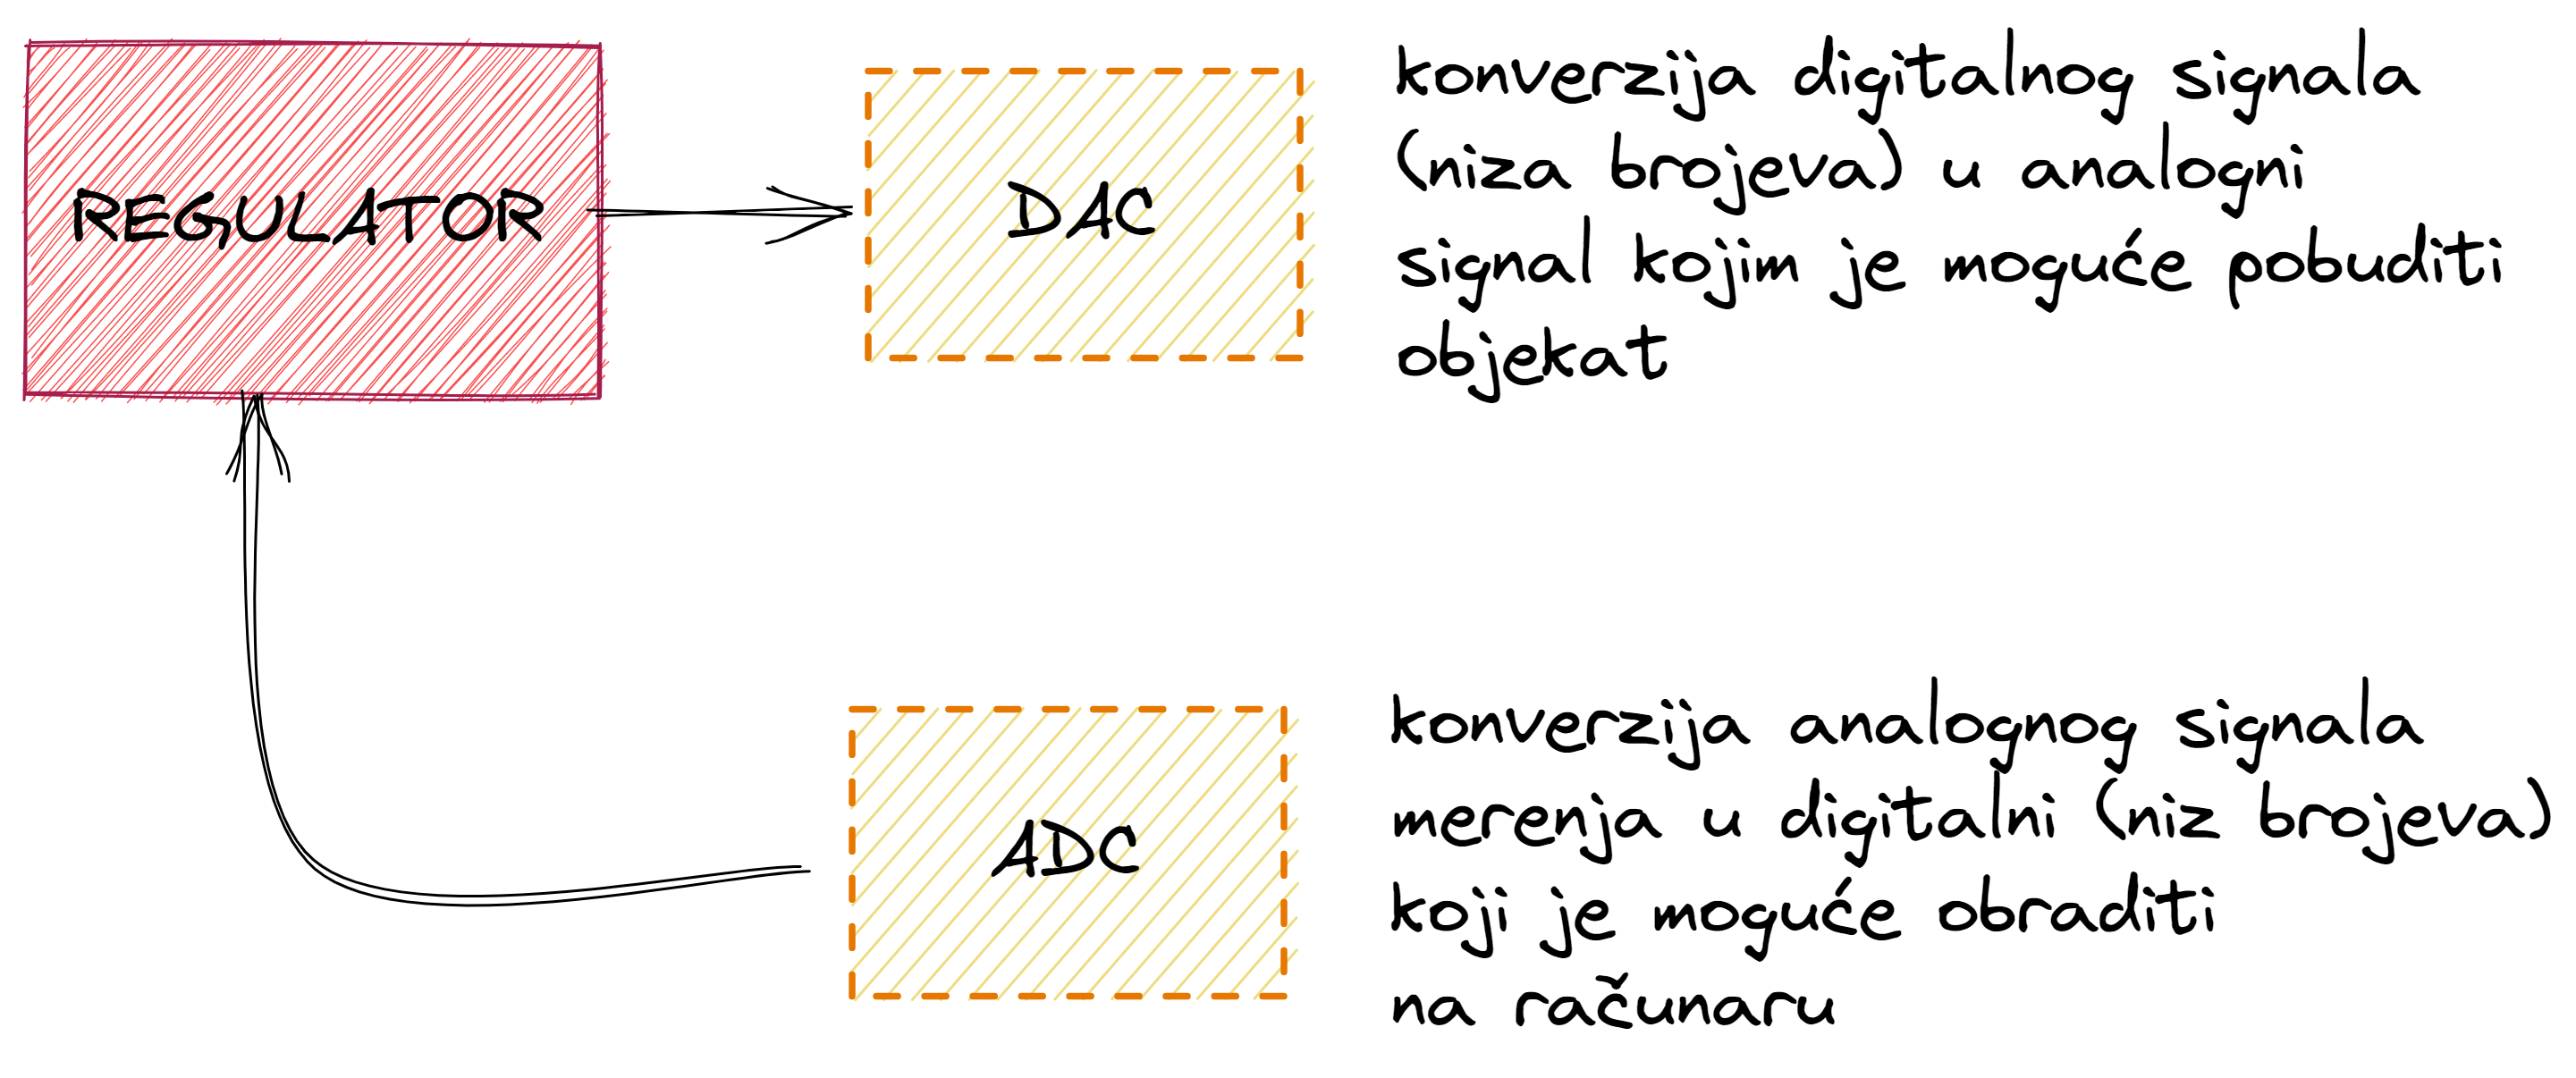 REGULATOR
DAC
konverzija digitalnog signala
(niza brojeva) u analogni
signal kojim je moguće pobuditi
objekat
ADC
konverzija analognog signala
merenja u digitalni (niz brojeva)
koji je moguće obraditi
na računaru